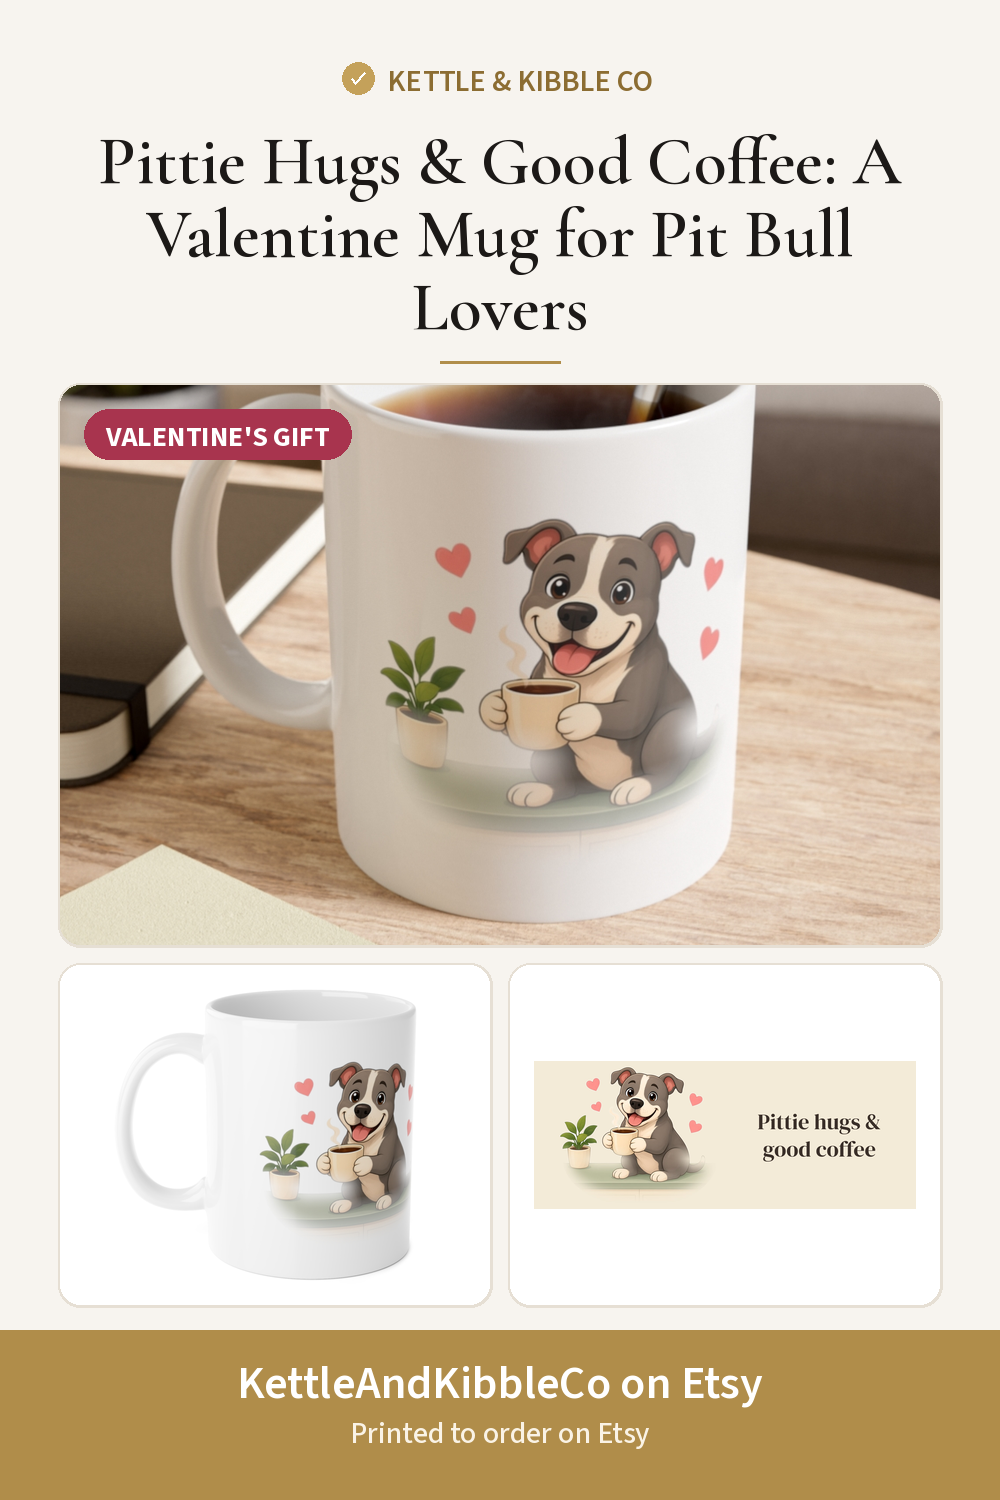 KETTLE & KIBBLE CO
Pittie Hugs & Good Coffee: A
Valentine Mug for Pit Bull
Lovers
VALENTINE'S GIFT
Pittie hugs &
good coffee
KettleAndKibbleCo on Etsy
Printed to order on Etsy